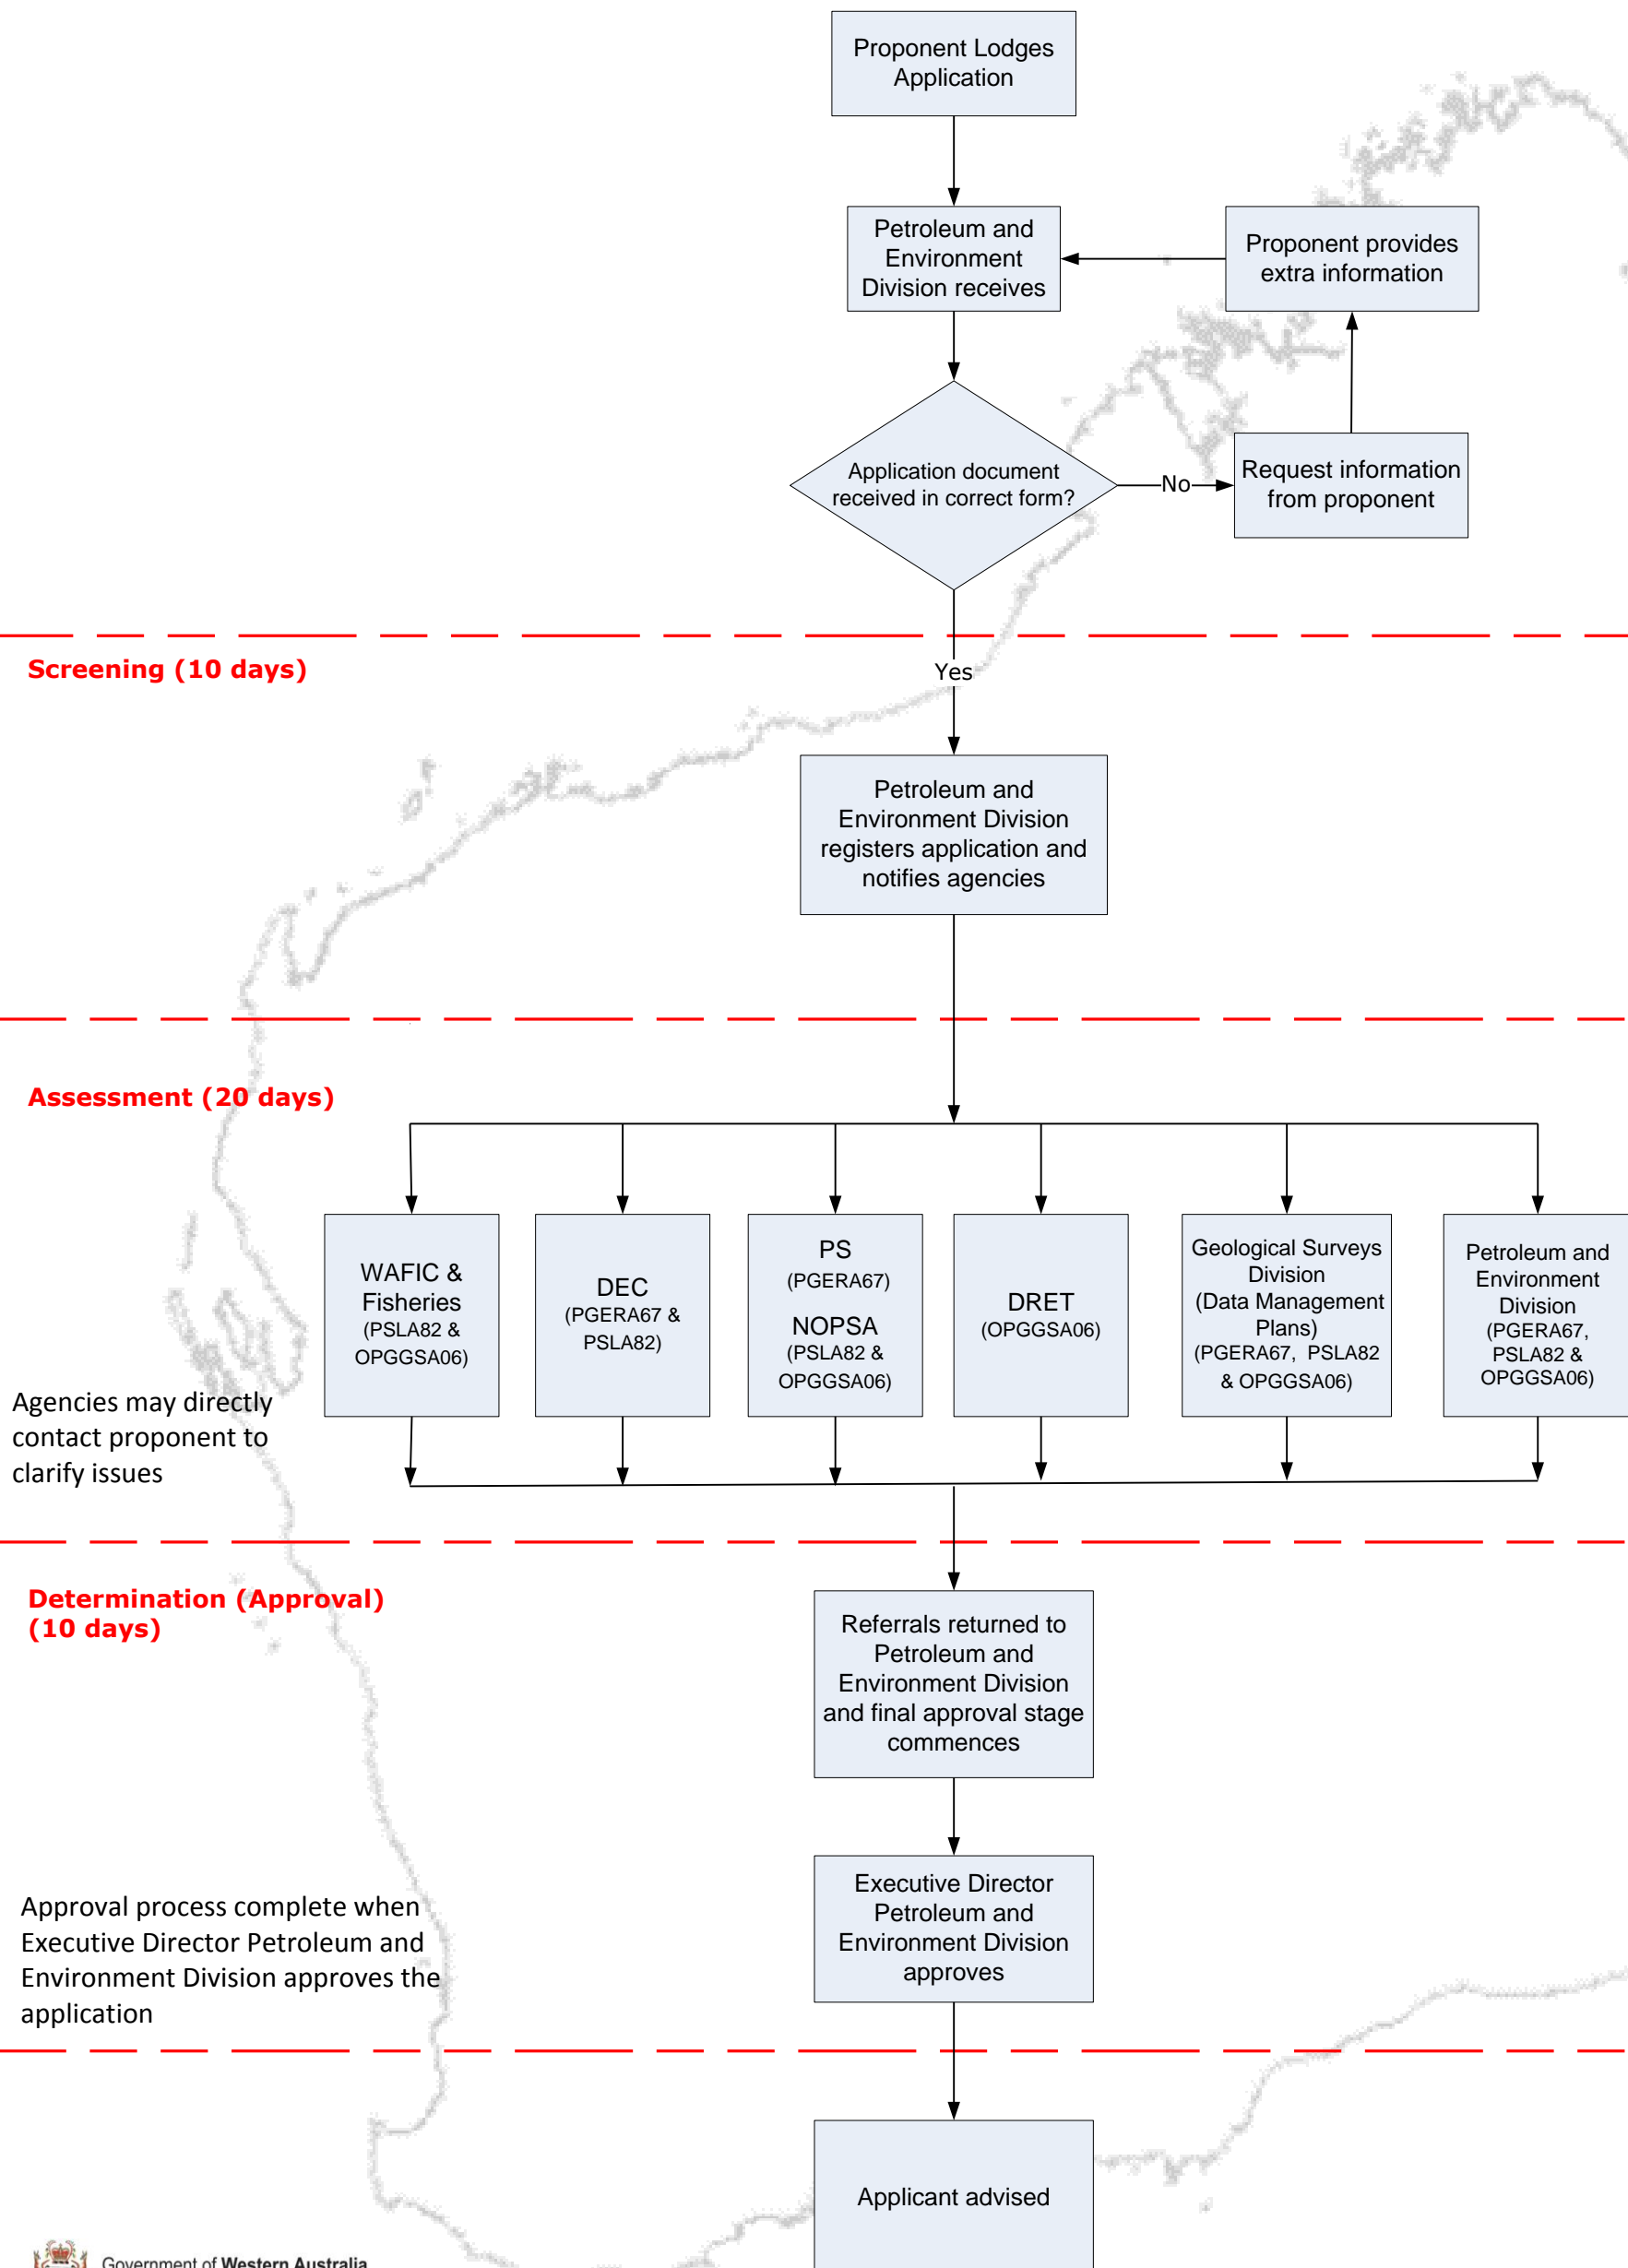 Proponent Lodges
Application
Petroleum and
Environment
Division receives
Proponent provides
extra information
Application document
received in correct form?
No
Request information
from proponent
Screening (10 days)
Yes
Petroleum and
Environment Division
registers application and
notifies agencies
Assessment (20 days)
WAFIC &
Fisheries
(PSLA82 &
OPGGSA06)
DEC
(PGERA67 &
PSLA82)
PS
(PGERA67)
NOPSA
(PSLA82 &
OPGGSA06)
DRET
(OPGGSA06)
Geological Surveys
Division
(Data Management
Plans)
(PGERA67, PSLA82
& OPGGSA06)
Petroleum and
Environment
Division
(PGERA67,
PSLA82 &
OPGGSA06)
Agencies may directly
contact proponent to
clarify issues
Determination (Approval)
(10 days)
Referrals returned to
Petroleum and
Environment Division
and final approval stage
commences
Executive Director
Petroleum and
Environment Division
approves
Approval process complete when
Executive Director Petroleum and
Environment Division approves the
application
Applicant advised
Government of Western Australia